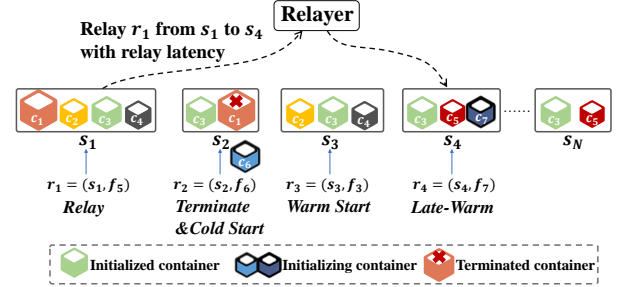 Relayer
Relay r₁ from s₁ to s₄
with relay latency
c₁ c₂ c₃ c₄
c₃ c₁
c₂ c₃ c₄
c₃ c₅ c₇
......
c₃ c₅
s₁ s₂ s₃ s₄ s_N
c₆
r₁ = (s₁, f₅) r₂ = (s₂, f₆) r₃ = (s₃, f₃) r₄ = (s₄, f₇)
Relay Terminate Warm Start Late-Warm
&Cold Start
Initialized container Initializing container Terminated container